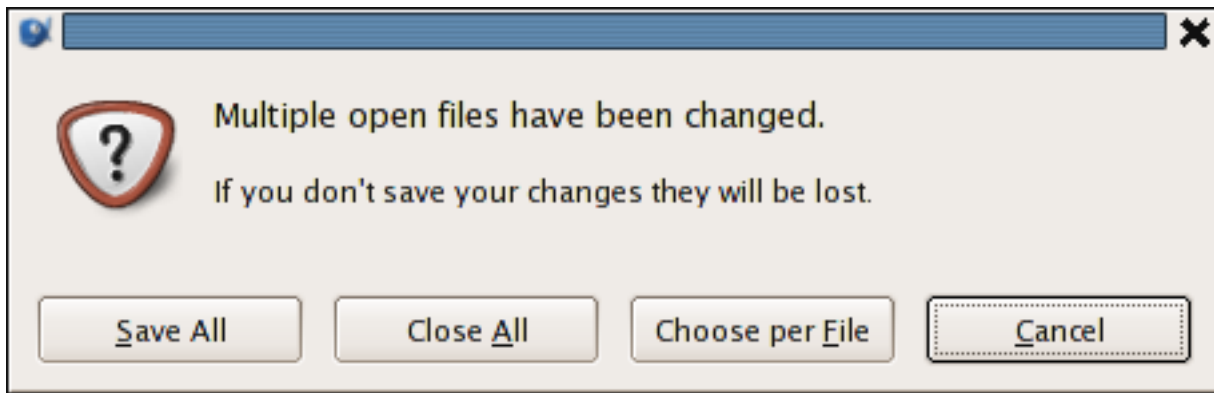 Multiple open files have been changed.
If you don't save your changes they will be lost.
Save All
Close All
Choose per File
Cancel